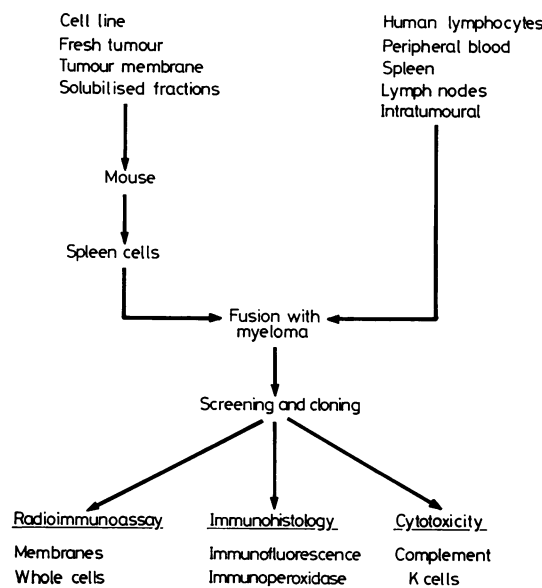 Cell line
Fresh tumour
Tumour membrane
Solubilised fractions
Human lymphocytes
Peripheral blood
Spleen
Lymph nodes
Intratumoural
Mouse
Spleen cells
Fusion with
myeloma
Screening and cloning
Radioimmunoassay
Membranes
Whole cells
Immunohistology
Immunofluorescence
Immunoperoxidase
Cytotoxicity
Complement
K cells